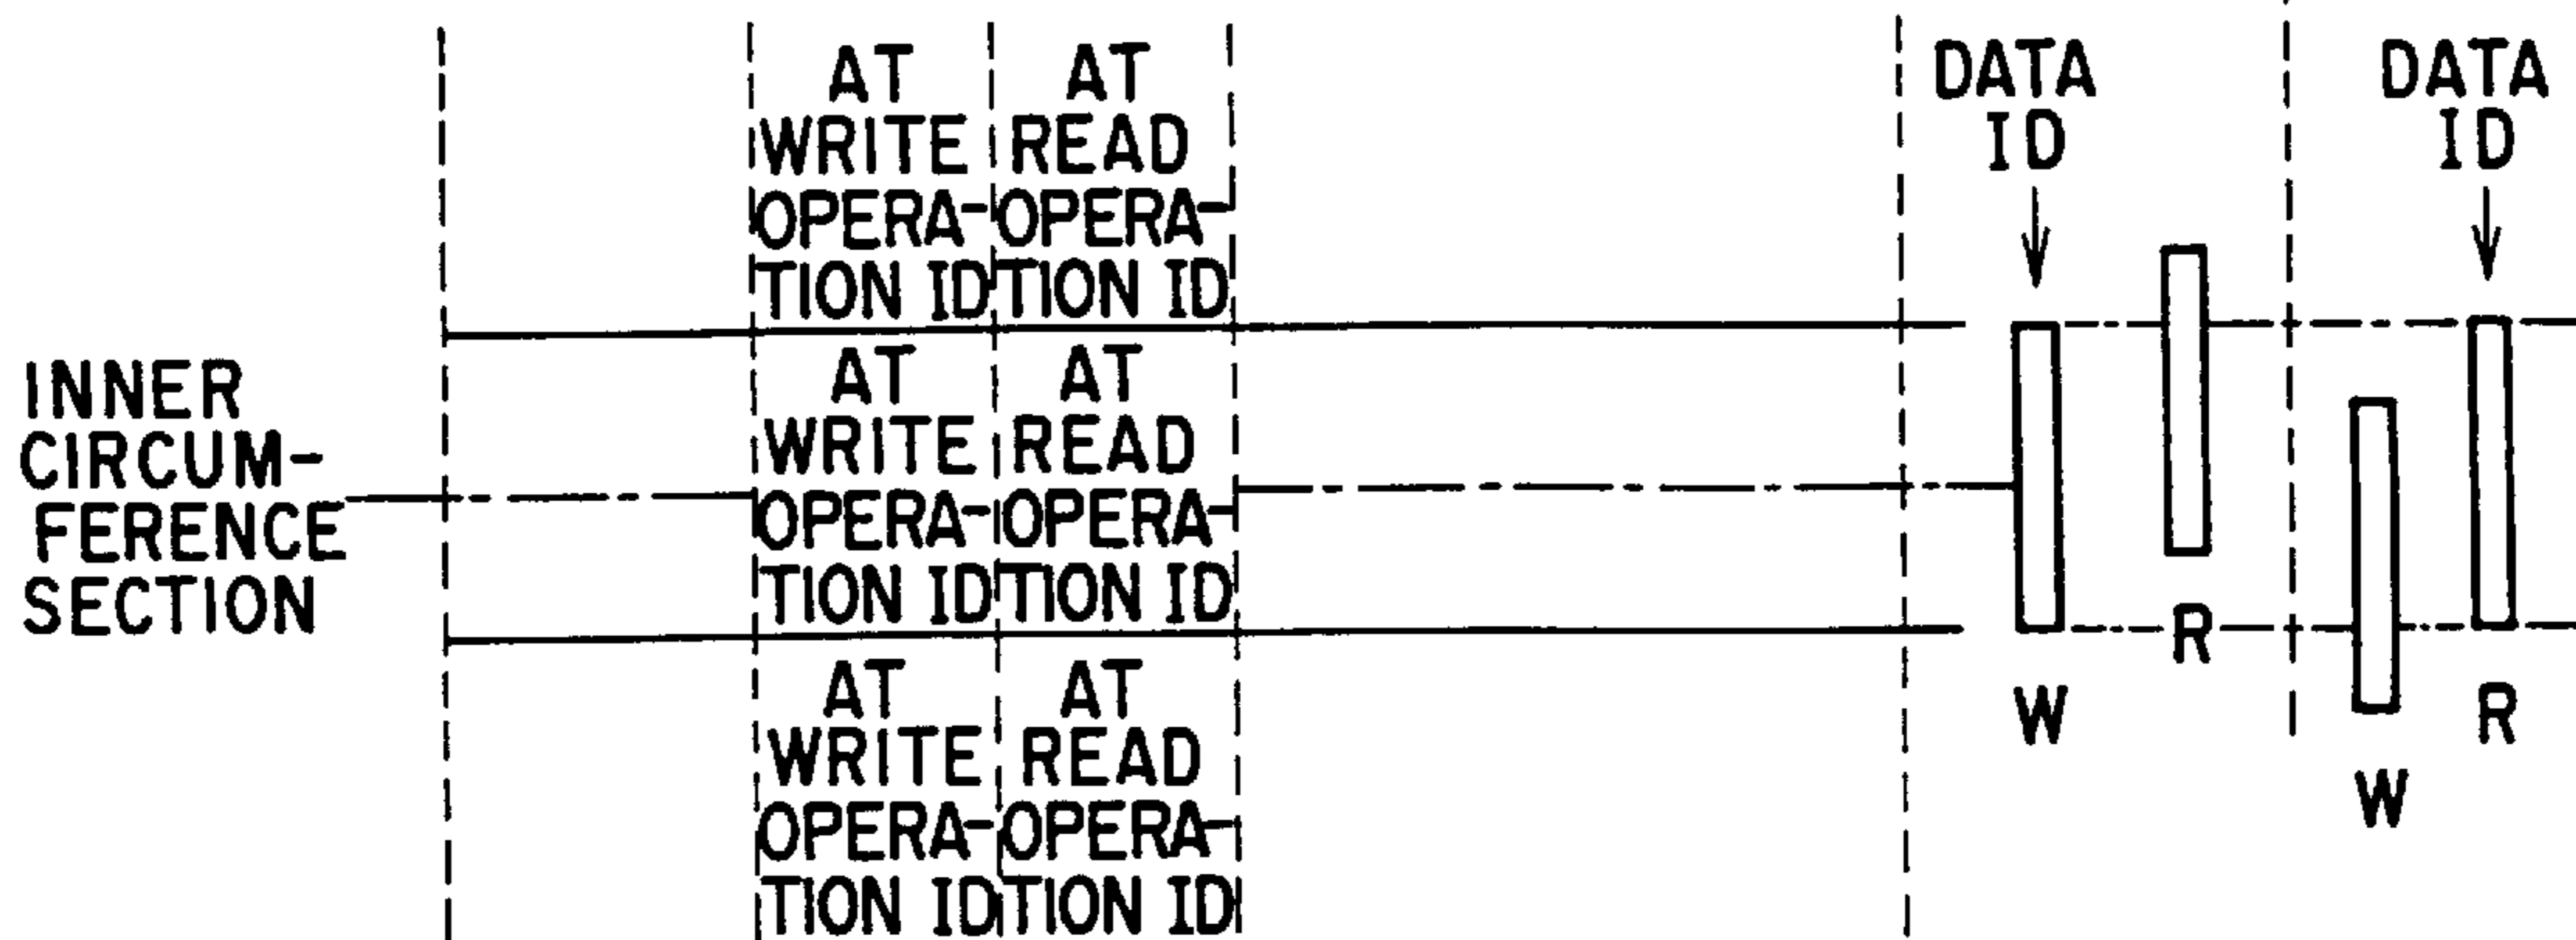 AT
WRITE
OPERA-
TION ID
AT
READ
OPERA-
TION ID
DATA
ID
DATA
ID
INNER
CIRCUM-
FERENCE
SECTION
AT
WRITE
OPERA-
TION ID
AT
READ
OPERA-
TION ID
R
W
W
R
AT
WRITE
OPERA-
TION ID
AT
READ
OPERA-
TION ID